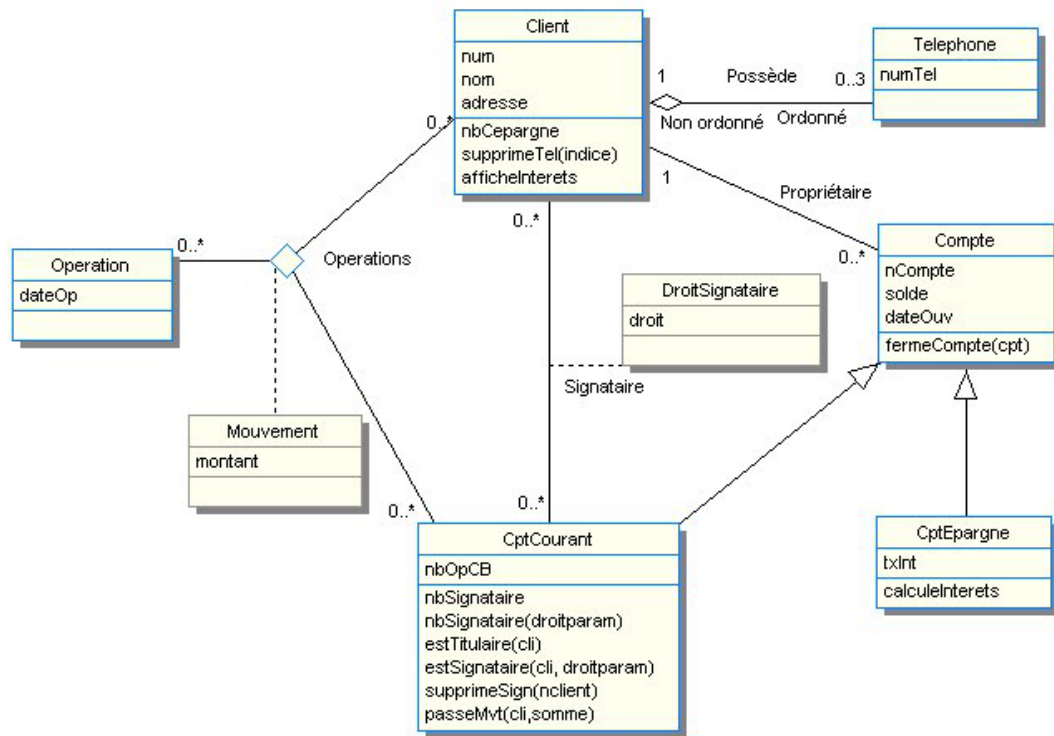 Client
num
nom
adresse
nbCepargne
supprimeTel(indice)
afficheInterets
Telephone
numTel
1
Possède
0..3
Non ordonné
Ordonné
0..*
1
Propriétaire
0..*
0..*
Operation
dateOp
0..*
Operations
Compte
nCompte
solde
dateOuv
fermeCompte(cpt)
DroitSignataire
droit
Signataire
Mouvement
montant
0..*
0..*
CptCourant
nbOpCB
nbSignataire
nbSignataire(droitparam)
estTitulaire(cli)
estSignataire(cli, droitparam)
supprimeSign(nclient)
passeMvt(cli,somme)
CptEpargne
txInt
calculeInterets